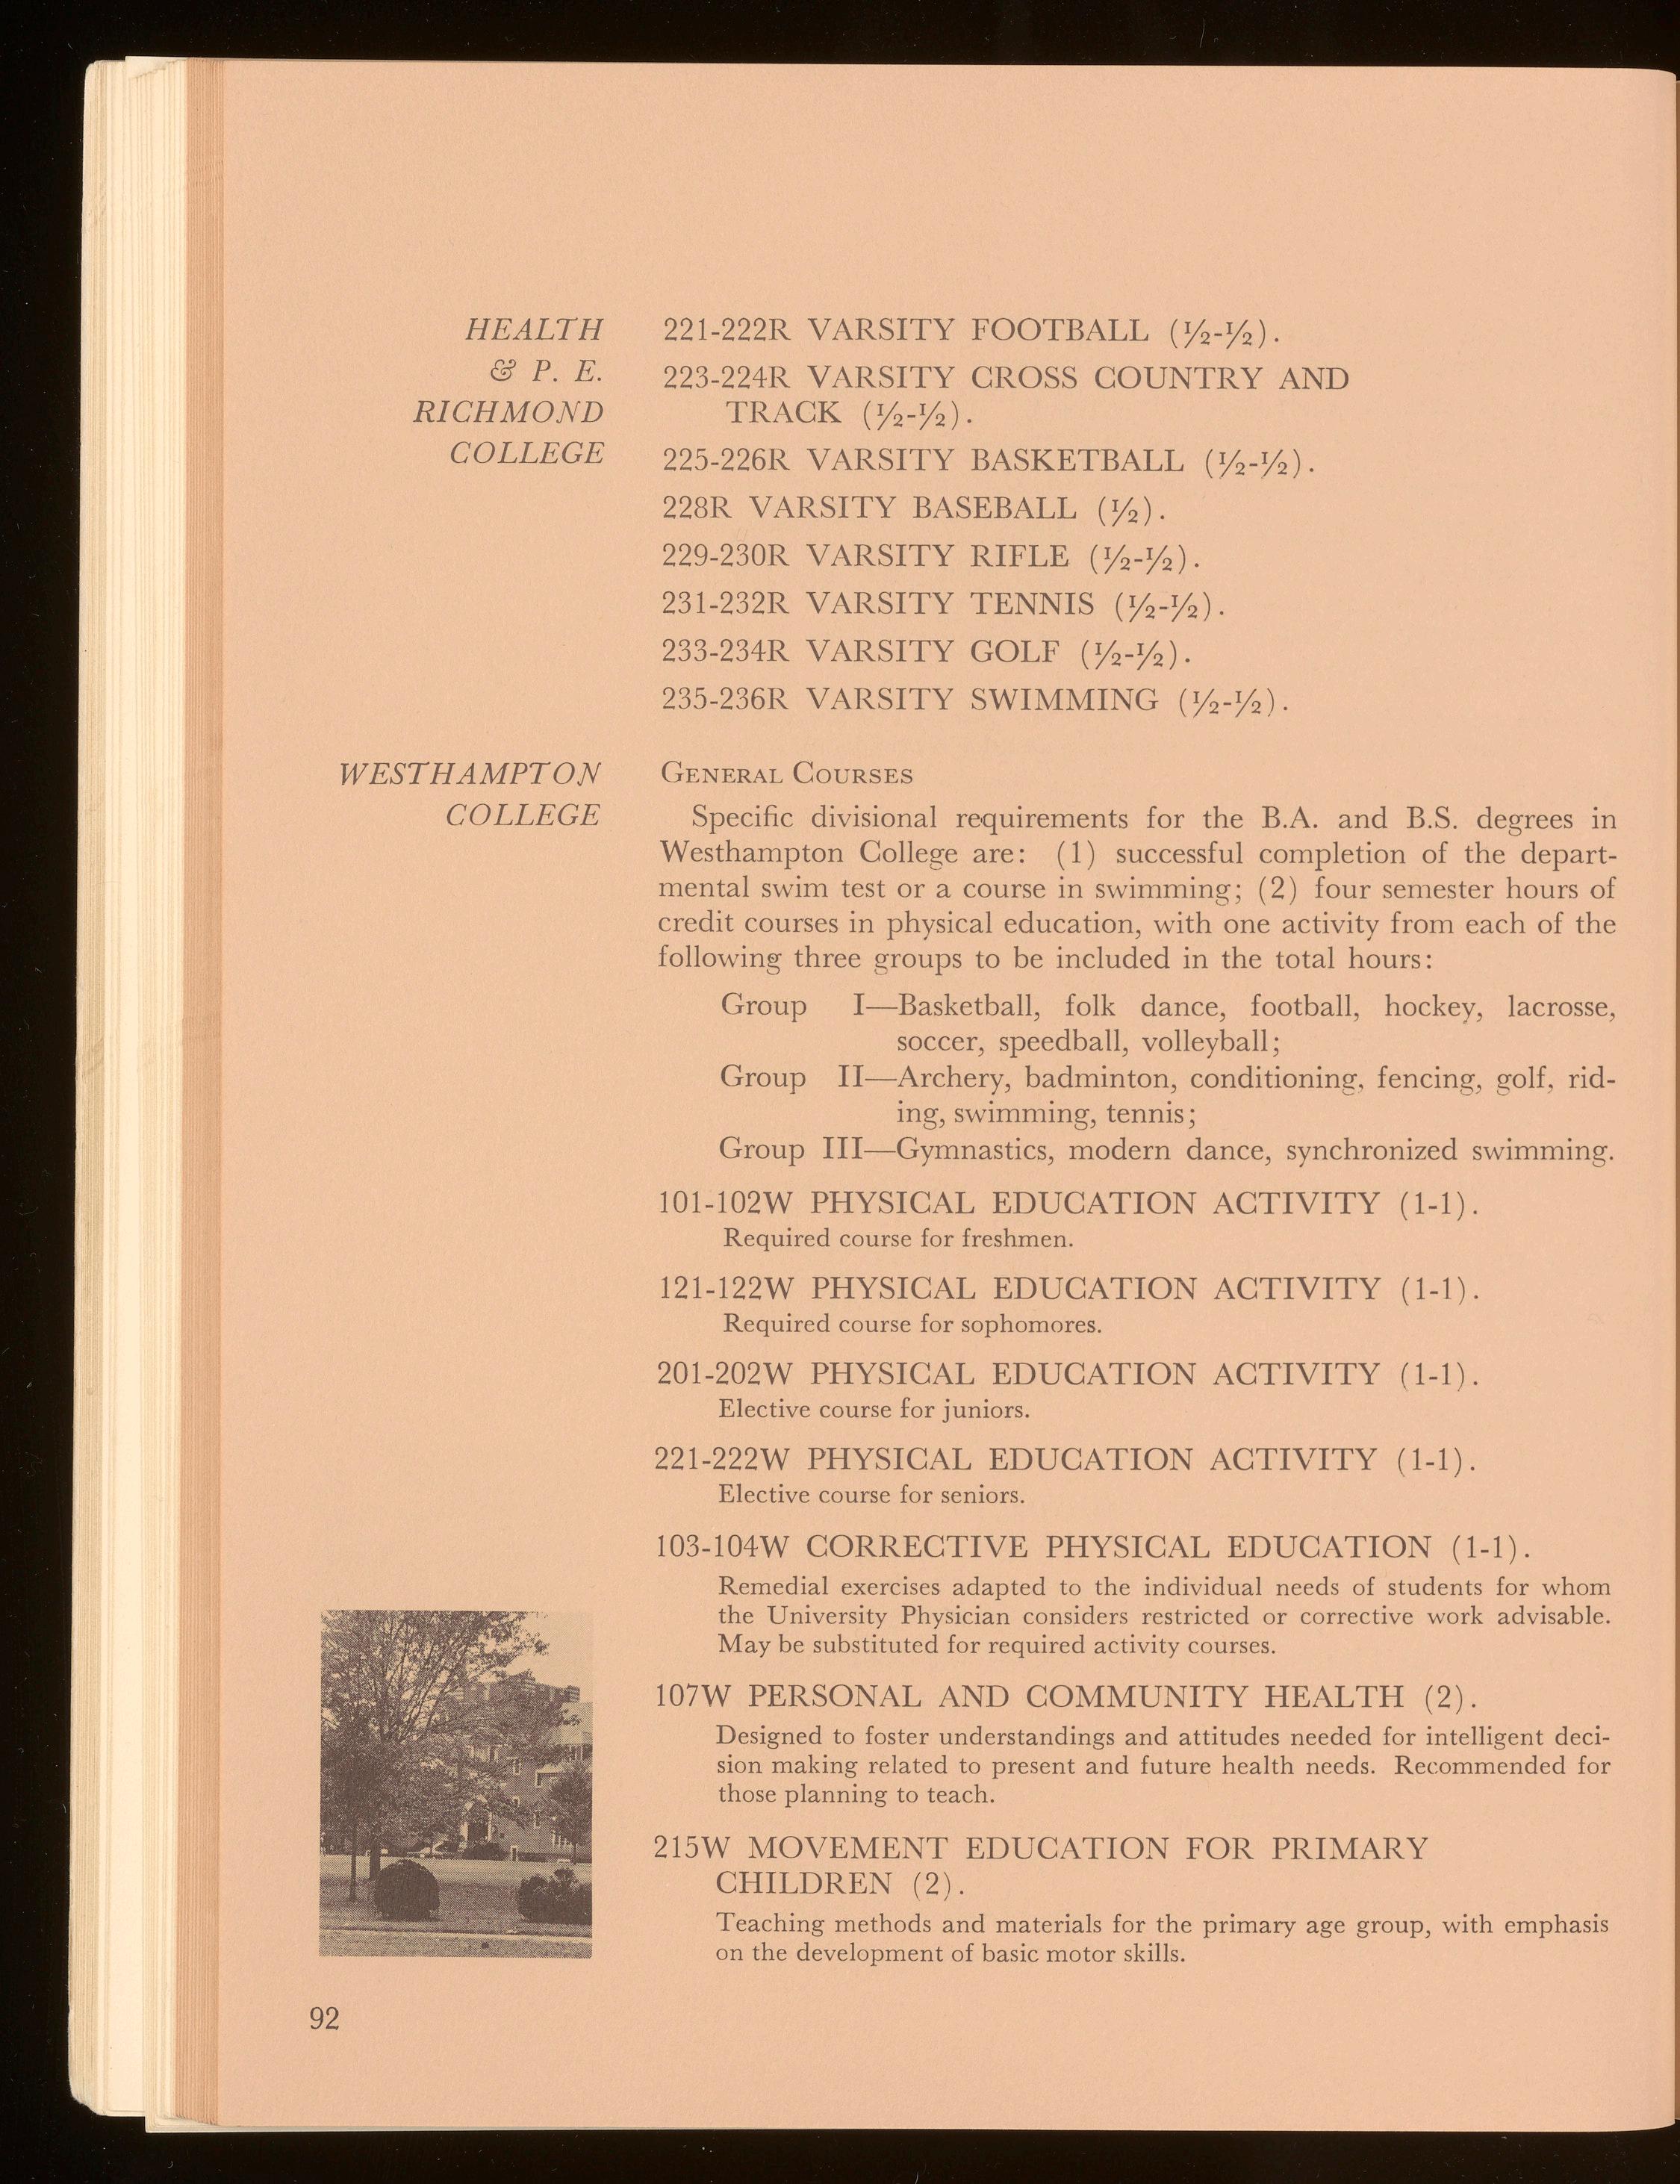 HEALTH
& P. E.
RICHMOND
COLLEGE
221-222R VARSITY FOOTBALL (½-½).
223-224R VARSITY CROSS COUNTRY AND
TRACK (½-½).
225-226R VARSITY BASKETBALL (½-½).
228R VARSITY BASEBALL (½).
229-230R VARSITY RIFLE (½-½).
231-232R VARSITY TENNIS (½-½).
233-234R VARSITY GOLF (½-½).
235-236R VARSITY SWIMMING (½-½).
WESTHAMPTON
COLLEGE
GENERAL COURSES
Specific divisional requirements for the B.A. and B.S. degrees in
Westhampton College are: (1) successful completion of the depart-
mental swim test or a course in swimming; (2) four semester hours of
credit courses in physical education, with one activity from each of the
following three groups to be included in the total hours:
Group I—Basketball, folk dance, football, hockey, lacrosse,
soccer, speedball, volleyball;
Group II—Archery, badminton, conditioning, fencing, golf, rid-
ing, swimming, tennis;
Group III—Gymnastics, modern dance, synchronized swimming.
101-102W PHYSICAL EDUCATION ACTIVITY (1-1).
Required course for freshmen.
121-122W PHYSICAL EDUCATION ACTIVITY (1-1).
Required course for sophomores.
201-202W PHYSICAL EDUCATION ACTIVITY (1-1).
Elective course for juniors.
221-222W PHYSICAL EDUCATION ACTIVITY (1-1).
Elective course for seniors.
103-104W CORRECTIVE PHYSICAL EDUCATION (1-1).
Remedial exercises adapted to the individual needs of students for whom
the University Physician considers restricted or corrective work advisable.
May be substituted for required activity courses.
107W PERSONAL AND COMMUNITY HEALTH (2).
Designed to foster understandings and attitudes needed for intelligent deci-
sion making related to present and future health needs. Recommended for
those planning to teach.
215W MOVEMENT EDUCATION FOR PRIMARY
CHILDREN (2).
Teaching methods and materials for the primary age group, with emphasis
on the development of basic motor skills.
92